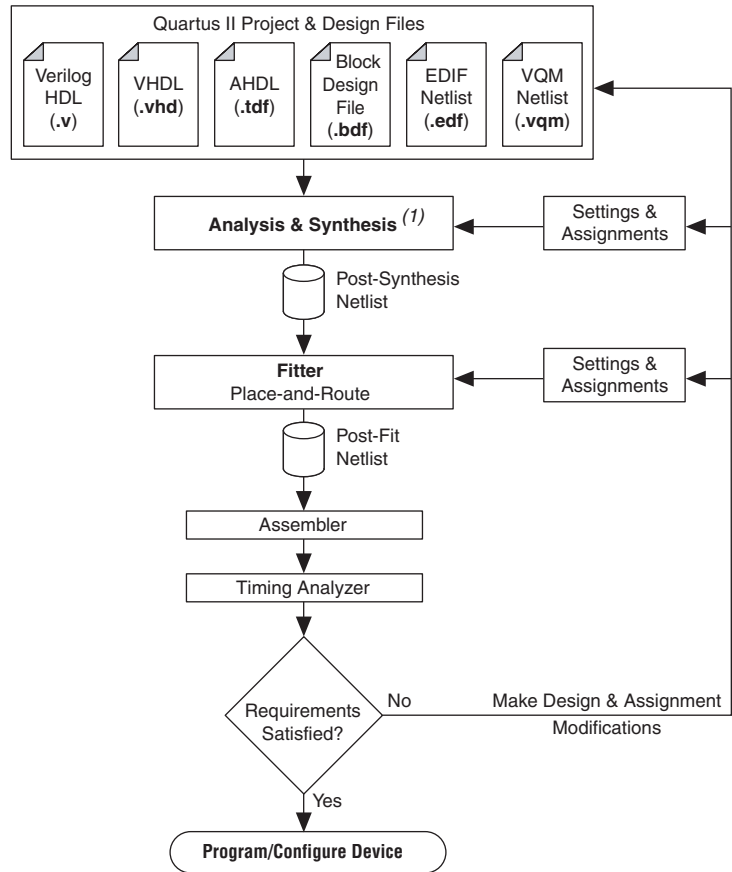 Quartus II Project & Design Files
Verilog
HDL
(.v)
VHDL
(.vhd)
AHDL
(.tdf)
Block
Design
File
(.bdf)
EDIF
Netlist
(.edf)
VQM
Netlist
(.vqm)
Analysis & Synthesis (1)
Settings &
Assignments
Post-Synthesis
Netlist
Fitter
Place-and-Route
Settings &
Assignments
Post-Fit
Netlist
Assembler
Timing Analyzer
Requirements
Satisfied?
No
Make Design & Assignment
Modifications
Yes
Program/Configure Device